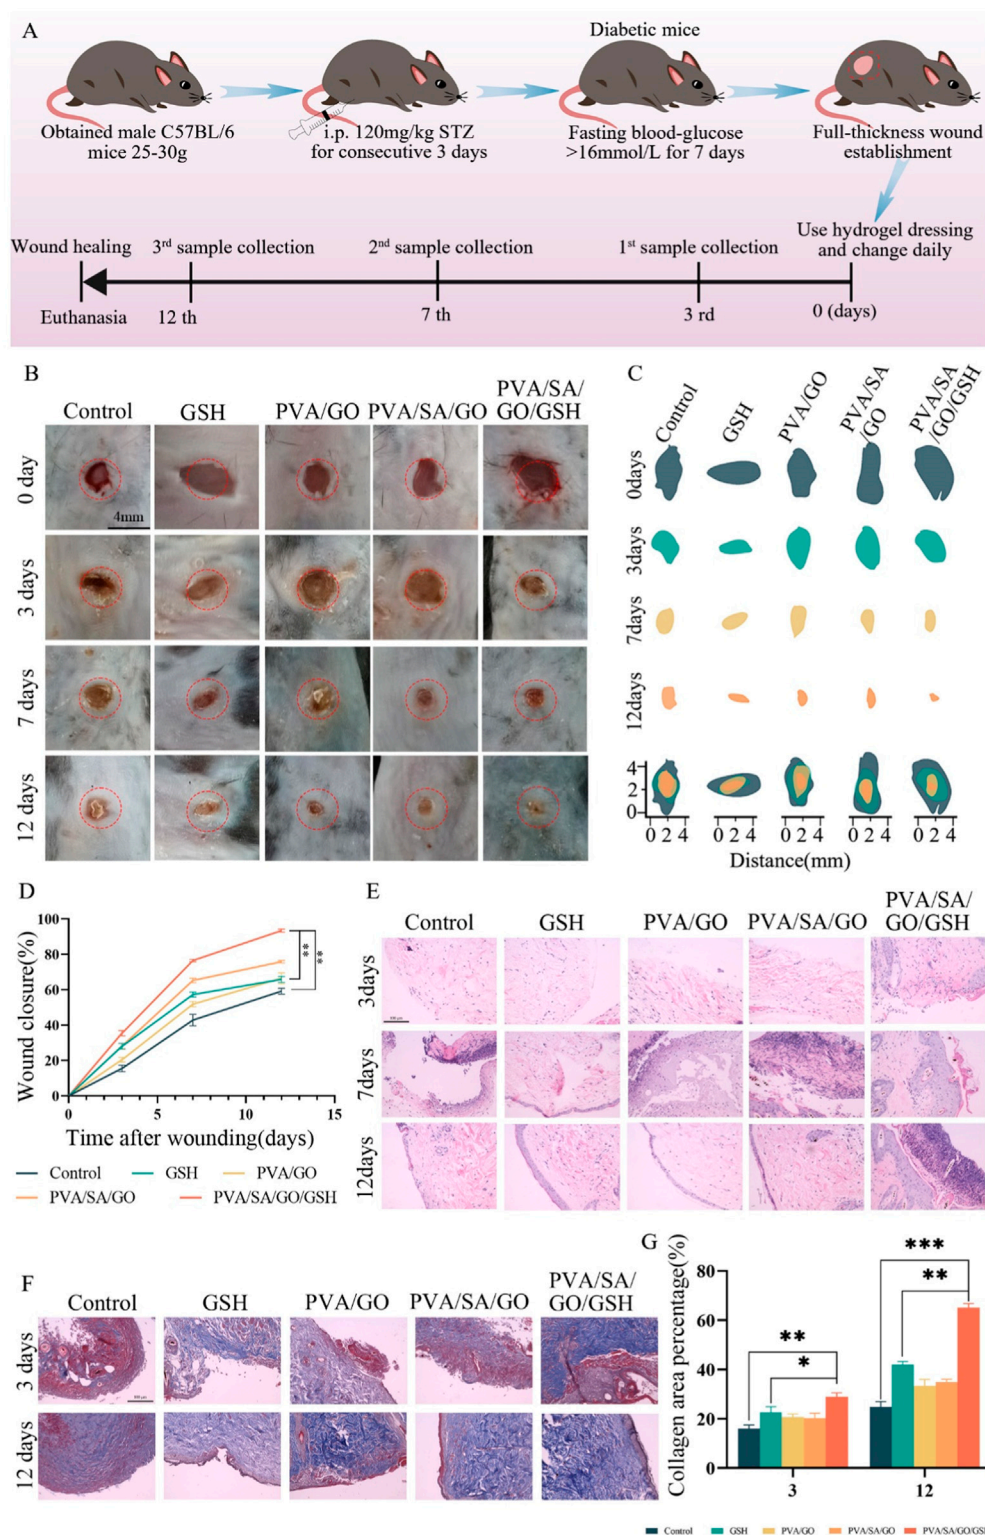 A
Diabetic mice
Obtained male C57BL/6
mice 25-30g
i.p. 120mg/kg STZ
for consecutive 3 days
Fasting blood-glucose
>16mmol/L for 7 days
Full-thickness wound
establishment
Use hydrogel dressing
and change daily
Wound healing
3rd sample collection
2nd sample collection
1st sample collection
Euthanasia
12 th
7 th
3 rd
0 (days)
B
Control
GSH
PVA/GO
PVA/SA/GO
PVA/SA/
GO/GSH
0 day
4mm
3 days
7 days
12 days
C
Control
GSH
PVA/GO
PVA/SA
/GO
PVA/SA
/GO/GSH
0days
3days
7days
12days
4
2
0
0 2 4
0 2 4
0 2 4
0 2 4
0 2 4
Distance(mm)
D
Wound closure(%)
100
80
60
40
20
0
0
5
10
15
**
**
Time after wounding(days)
Control
GSH
PVA/GO
PVA/SA/GO
PVA/SA/GO/GSH
E
Control
GSH
PVA/GO
PVA/SA/GO
PVA/SA/
GO/GSH
3days
7days
12days
F
Control
GSH
PVA/GO
PVA/SA/GO
PVA/SA/
GO/GSH
3 days
12 days
G
Collagen area percentage(%)
80
60
40
20
0
**
*
***
**
3
12
Control
GSH
PVA/GO
PVA/SA/GO
PVA/SA/GO/GSH